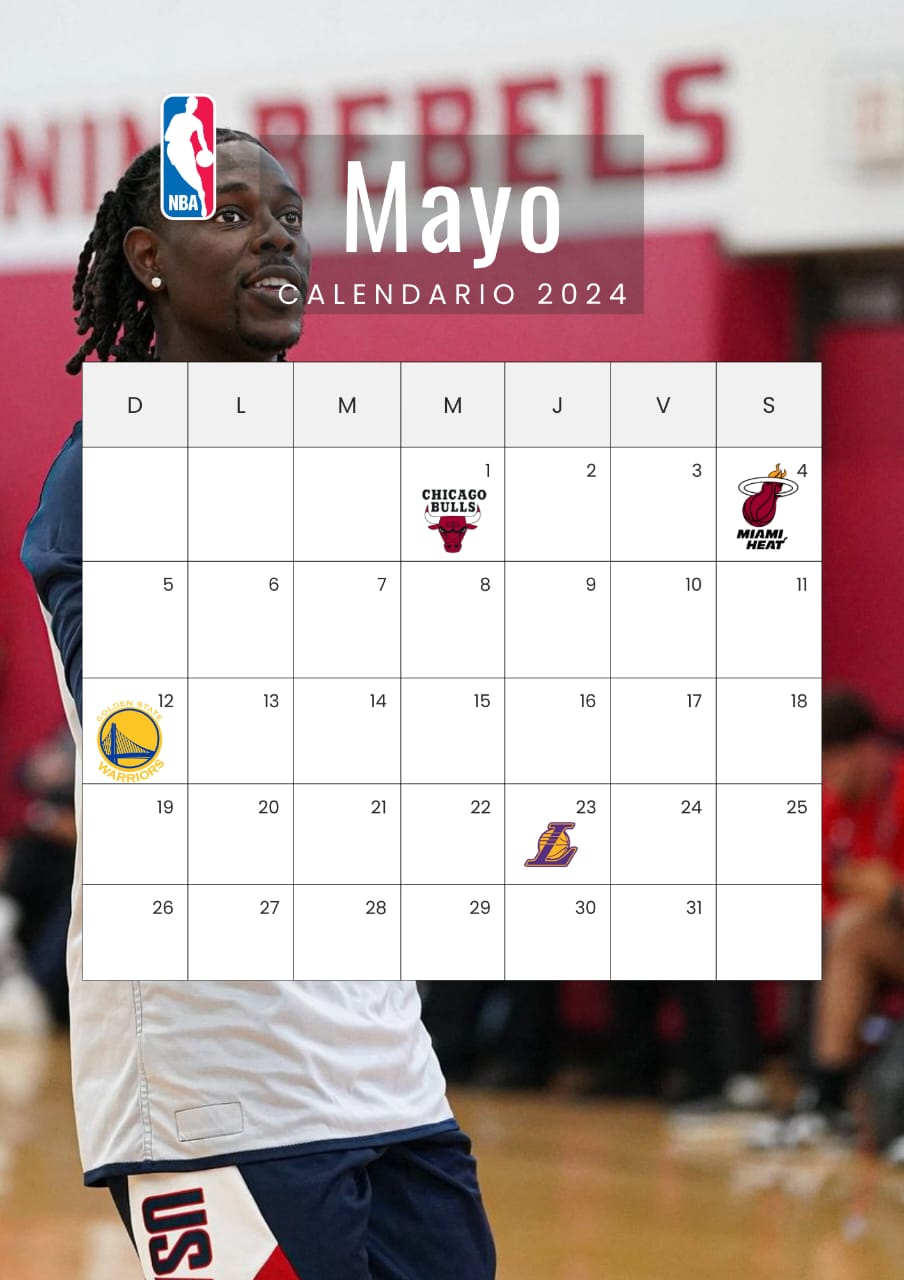 NIN REBELS
NBA
Mayo
CALENDARIO 2024
D L M M J V S
1 2 3 4
CHICAGO
BULLS
MIAMI
HEAT
5 6 7 8 9 10 11
12 13 14 15 16 17 18
GOLDEN STATE
WARRIORS
19 20 21 22 23 24 25
L
26 27 28 29 30 31
USA